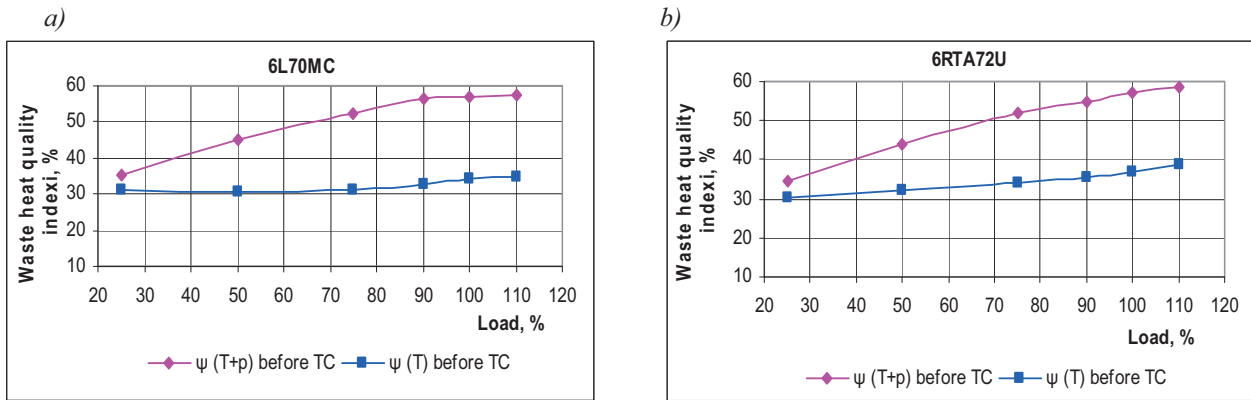 a)
6L70MC
Waste heat quality
indexi, %
60
50
40
30
20
10
20 30 40 50 60 70 80 90 100 110 120
Load, %
ψ (T+p) before TC ψ (T) before TC
b)
6RTA72U
Waste heat quality
indexi, %
60
50
40
30
20
10
20 30 40 50 60 70 80 90 100 110 120
Load, %
ψ (T+p) before TC ψ (T) before TC